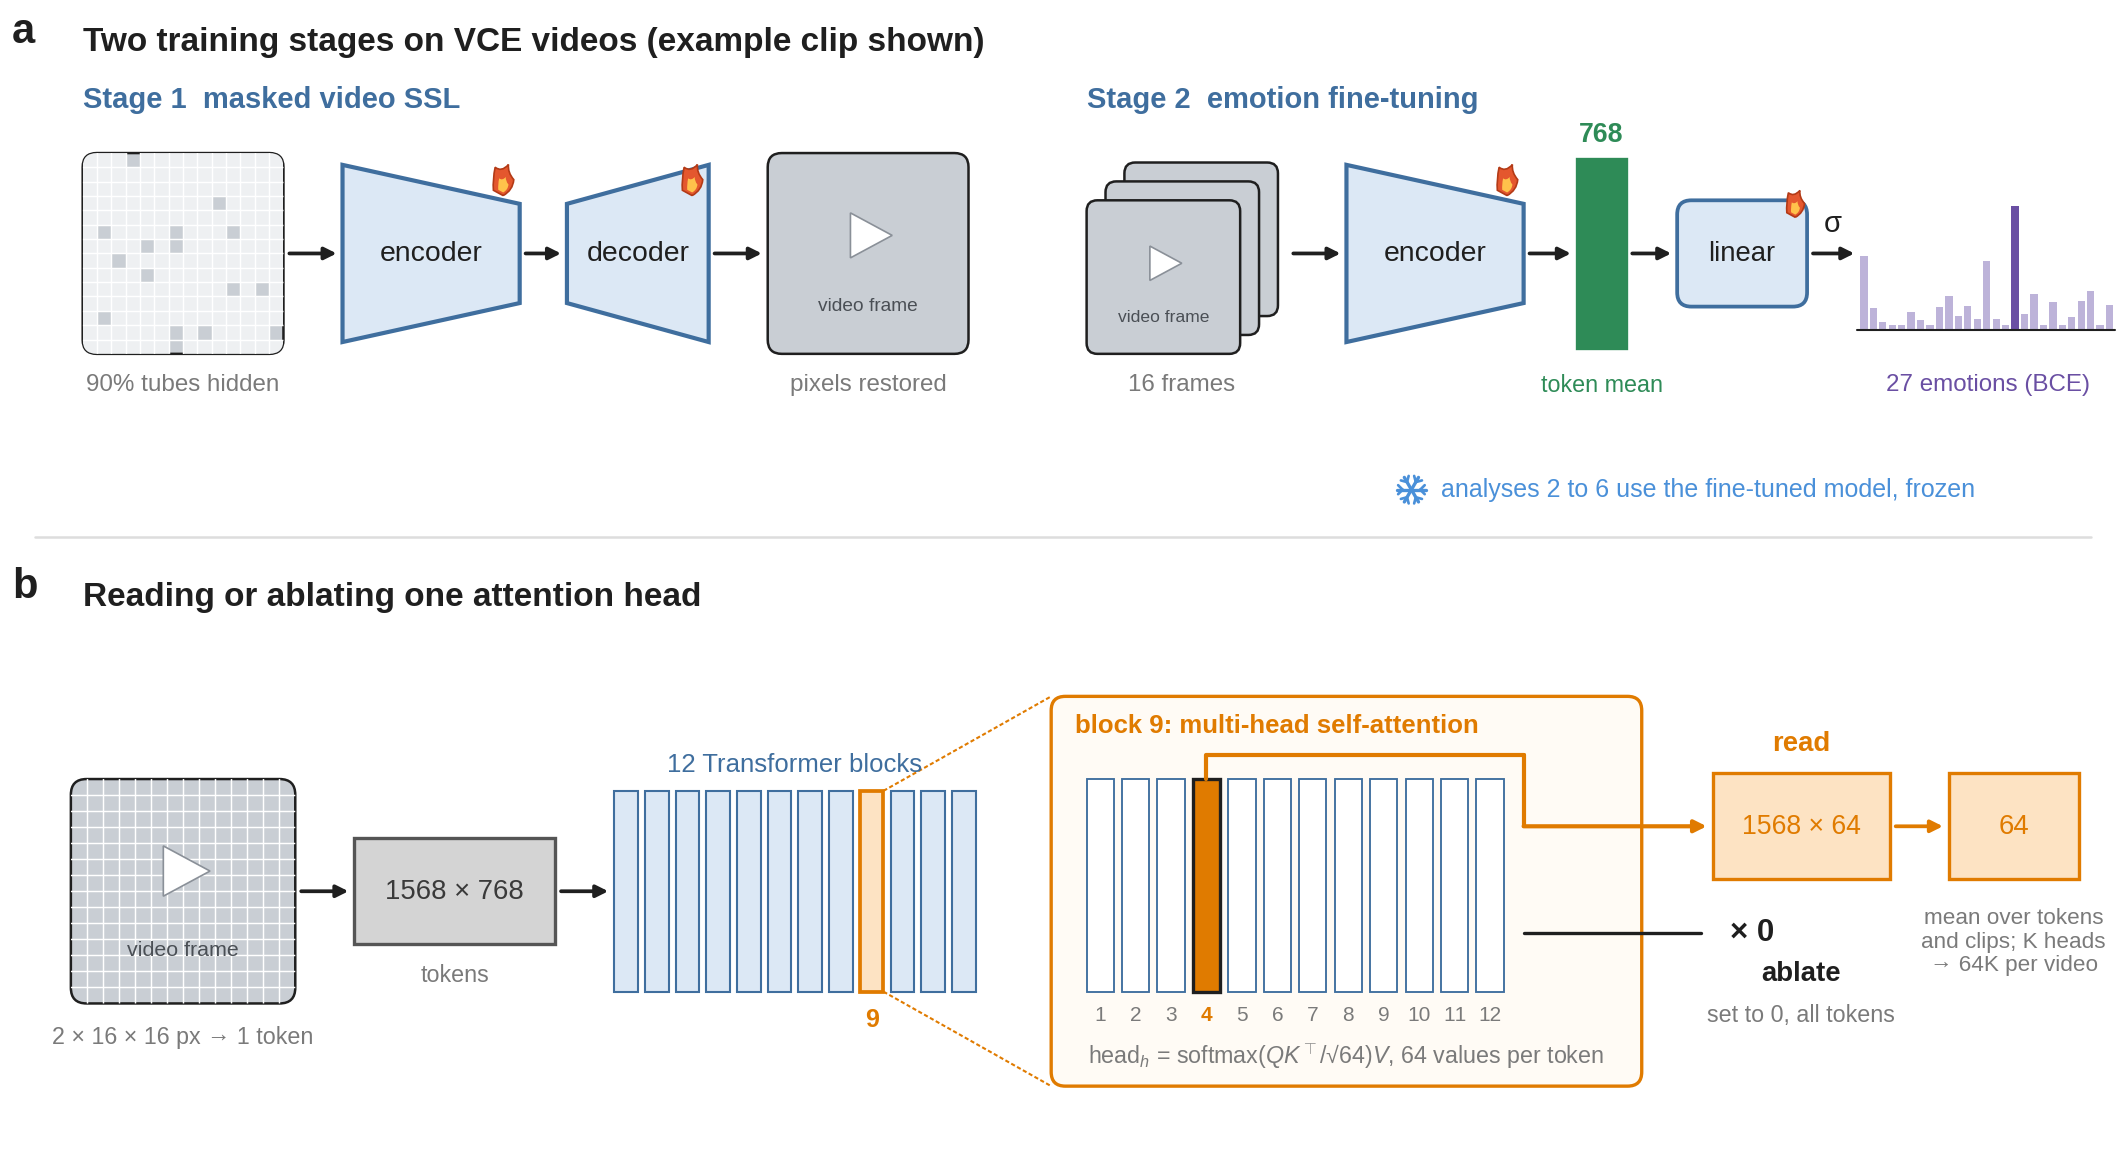 a
Two training stages on VCE videos (example clip shown)
Stage 1 masked video SSL
Stage 2 emotion fine-tuning
768
encoder
decoder
video frame
video frame
encoder
linear
σ
90% tubes hidden
pixels restored
16 frames
token mean
27 emotions (BCE)
analyses 2 to 6 use the fine-tuned model, frozen
b
Reading or ablating one attention head
block 9: multi-head self-attention
read
12 Transformer blocks
1568 × 64
64
video frame
1568 × 768
tokens
mean over tokens
and clips; K heads
→ 64K per video
× 0
ablate
set to 0, all tokens
9
1 2 3 4 5 6 7 8 9 10 11 12
2 × 16 × 16 px → 1 token
head_h = softmax(QK⊤/√64)V, 64 values per token